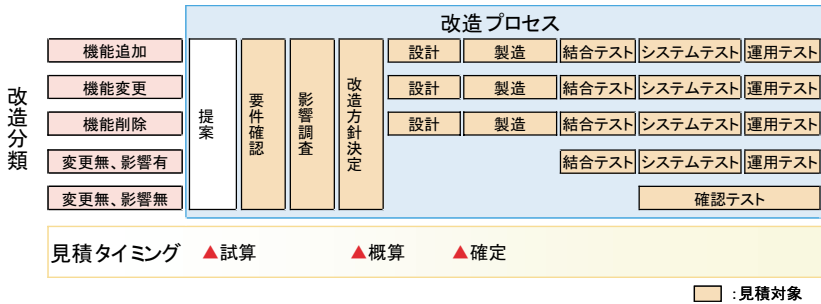 改造プロセス
改造分類
機能追加
機能変更
機能削除
変更無、影響有
変更無、影響無
提案
要件確認
影響調査
改造方針決定
設計 製造 結合テスト システムテスト 運用テスト
設計 製造 結合テスト システムテスト 運用テスト
設計 製造 結合テスト システムテスト 運用テスト
結合テスト システムテスト 運用テスト
確認テスト
見積タイミング ▲試算 ▲概算 ▲確定
:見積対象